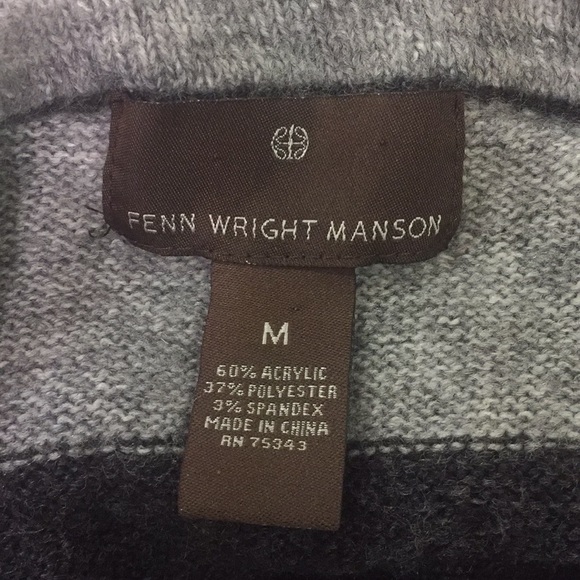 FENN WRIGHT MANSON
M
60% ACRYLIC
37% POLYESTER
3% SPANDEX
MADE IN CHINA
RN 75343